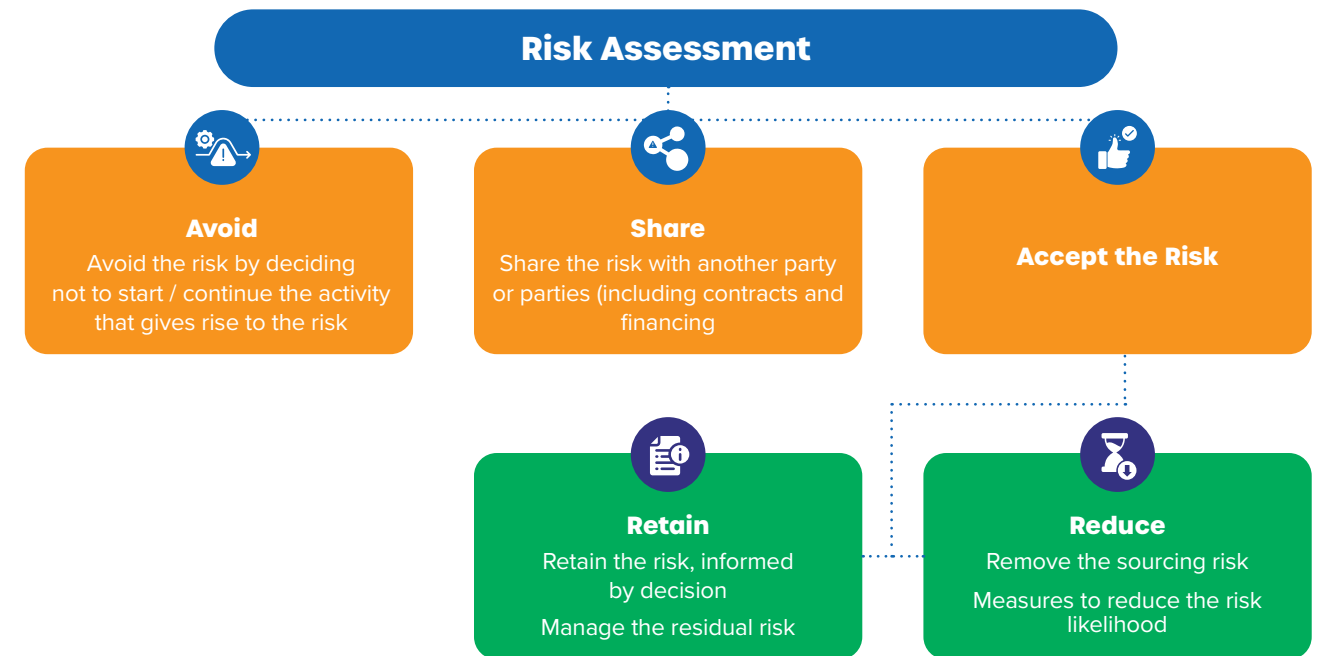 Risk Assessment
Avoid
Avoid the risk by deciding
not to start / continue the activity
that gives rise to the risk
Share
Share the risk with another party
or parties (including contracts and
financing
Accept the Risk
Retain
Retain the risk, informed
by decision
Manage the residual risk
Reduce
Remove the sourcing risk
Measures to reduce the risk
likelihood